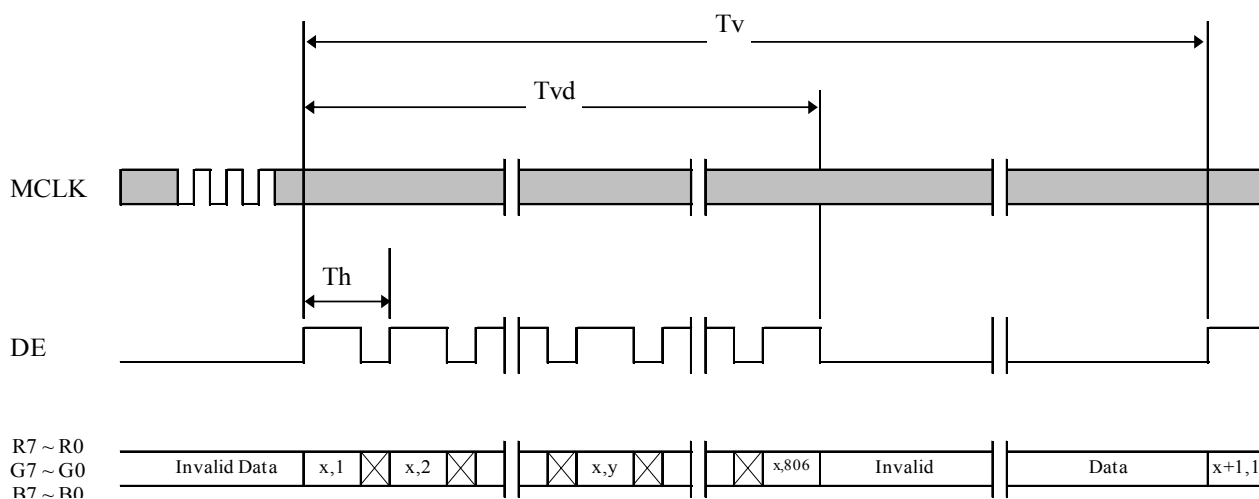 Tv
Tvd
MCLK
Th
DE
R7 ~ R0
G7 ~ G0
B7 ~ B0
Invalid Data
x,1
x,2
x,y
x,806
Invalid
Data
x+1,1